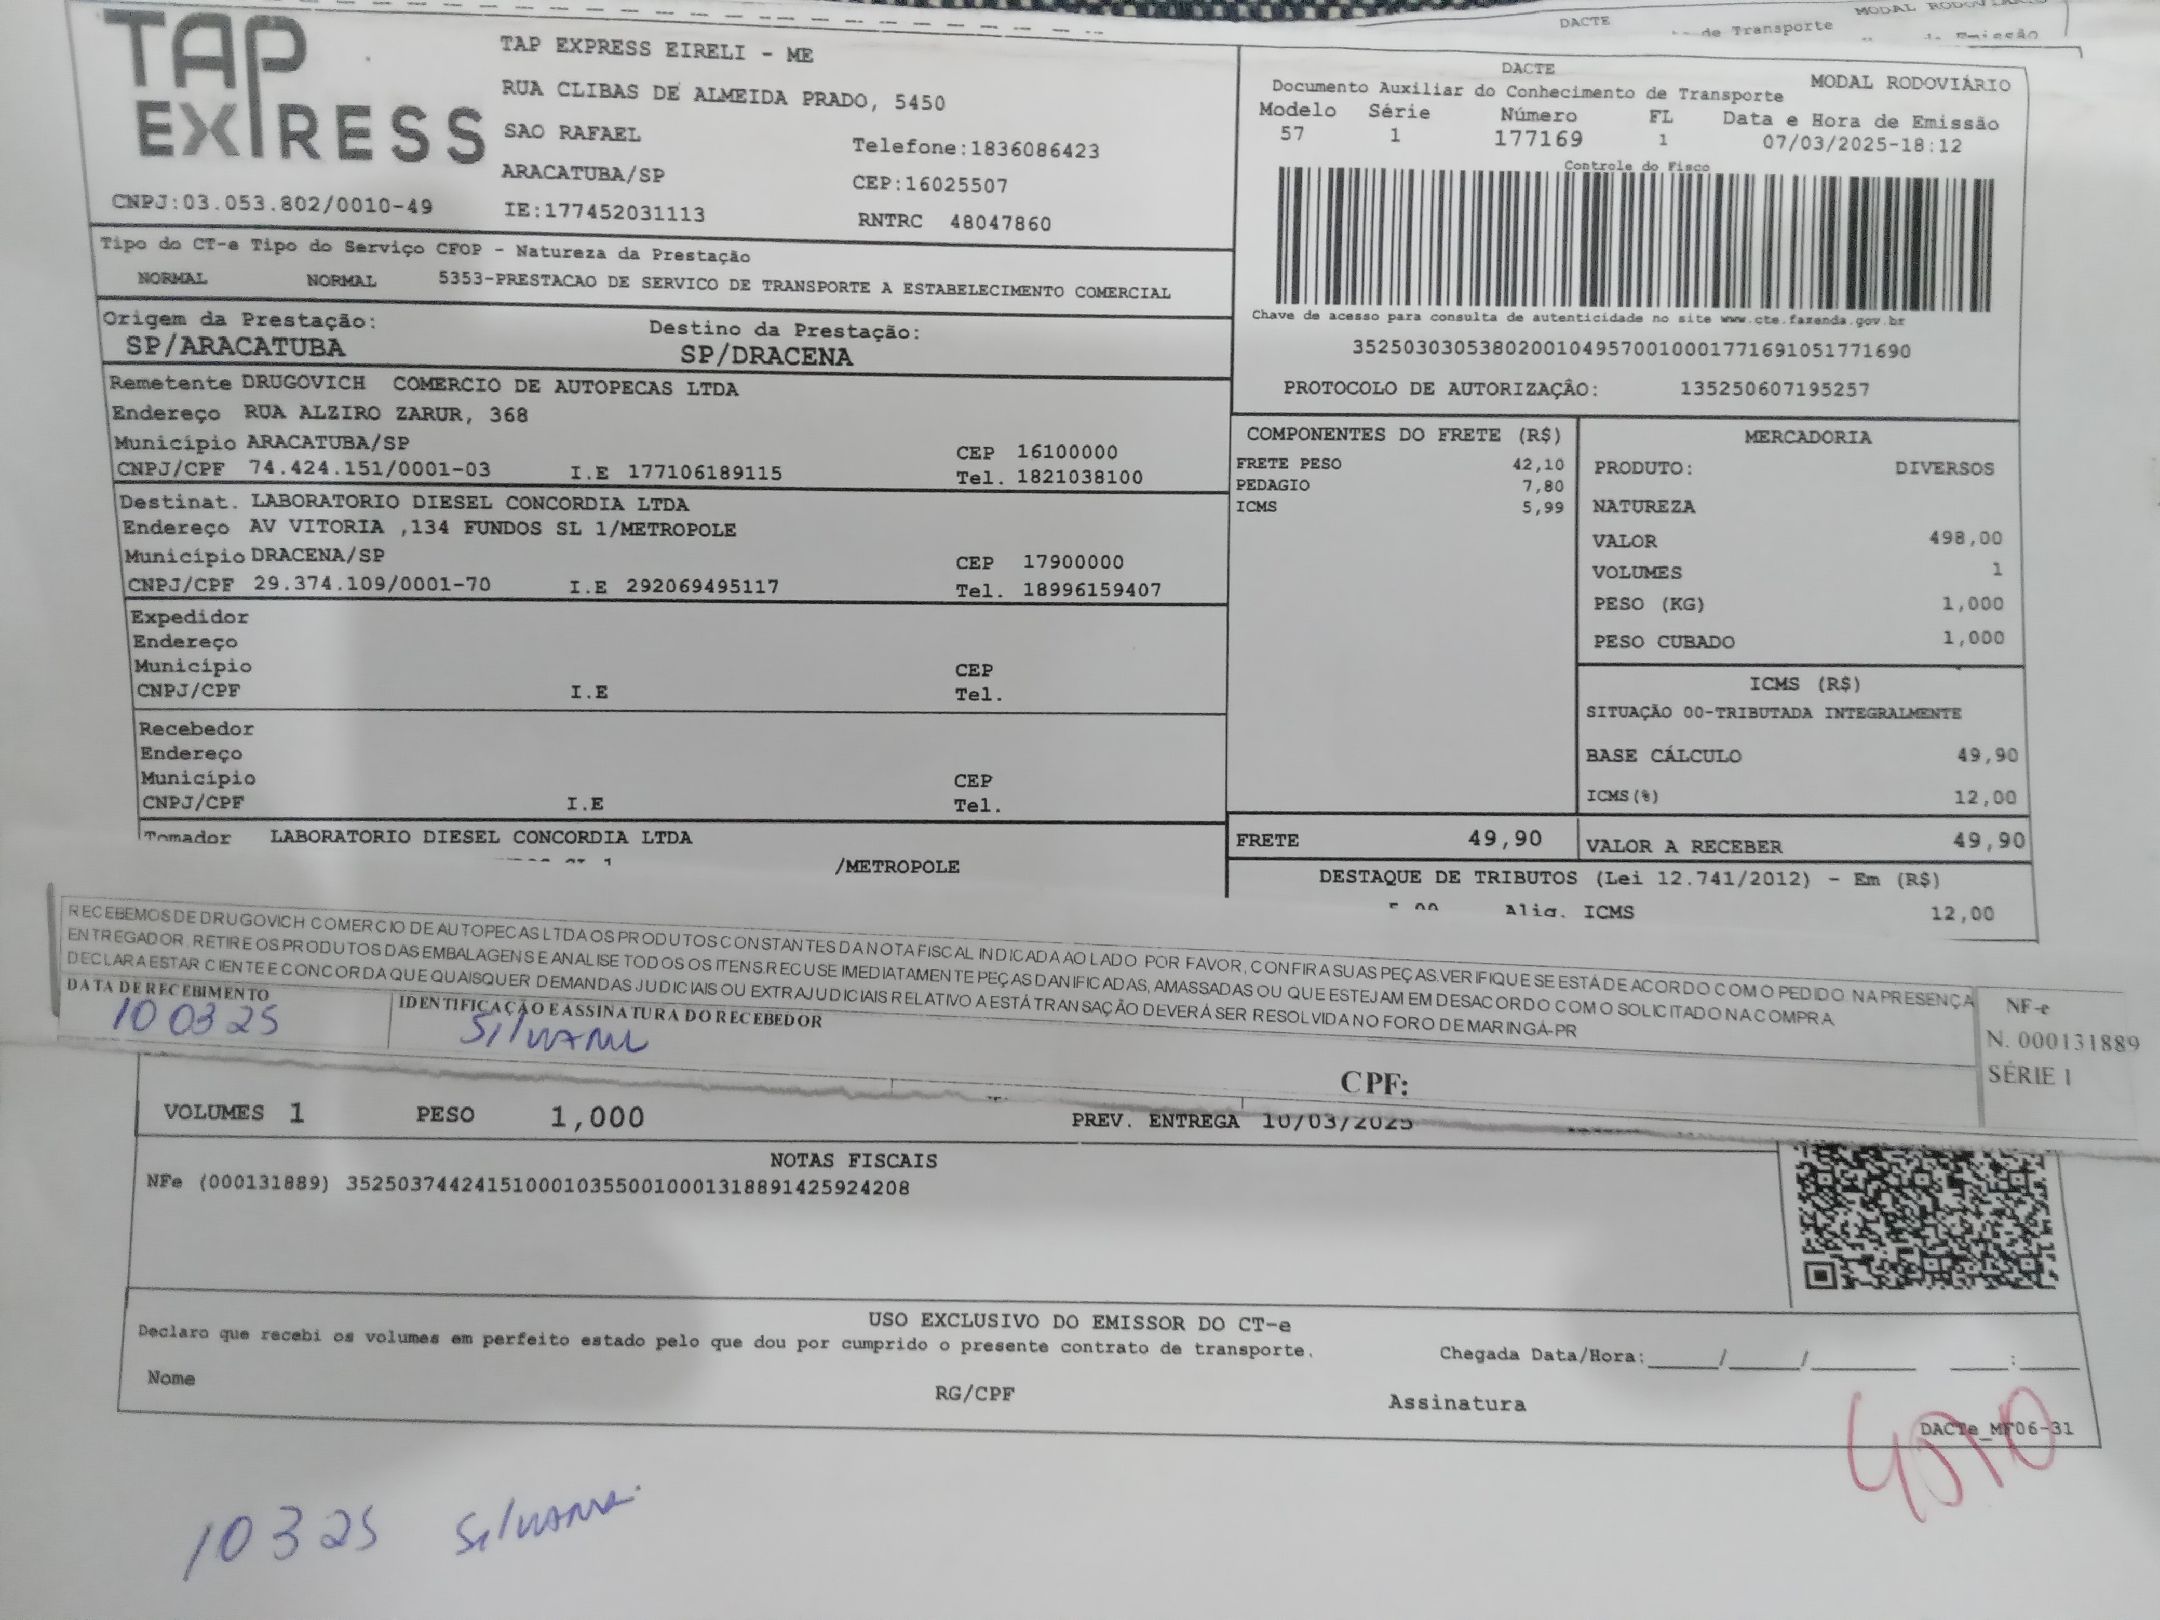 DACTE
de Transporte
TAP EXPRESS
TAP EXPRESS EIRELI - ME
RUA CLIBAS DE ALMEIDA PRADO, 5450
SAO RAFAEL
Telefone:1836086423
ARACATUBA/SP
CEP:16025507
CNPJ:03.053.802/0010-49
IE:177452031113
RNTRC 48047860
DACTE
MODAL RODOVIÁRIO
Documento Auxiliar do Conhecimento de Transporte
Modelo Série Número FL Data e Hora de Emissão
57 1 177169 1 07/03/2025-18:12
Controle do Fisco
Chave de acesso para consulta de autenticidade no site www.cte.fazenda.gov.br
35250303053802001049570010001771691051771690
PROTOCOLO DE AUTORIZAÇÃO: 135250607195257
Tipo do CT-e Tipo do Serviço CFOP - Natureza da Prestação
NORMAL NORMAL 5353-PRESTACAO DE SERVICO DE TRANSPORTE A ESTABELECIMENTO COMERCIAL
Origem da Prestação: Destino da Prestação:
SP/ARACATUBA SP/DRACENA
Remetente DRUGOVICH COMERCIO DE AUTOPECAS LTDA
Endereço RUA ALZIRO ZARUR, 368
Município ARACATUBA/SP CEP 16100000
CNPJ/CPF 74.424.151/0001-03 I.E 177106189115 Tel. 1821038100
Destinat. LABORATORIO DIESEL CONCORDIA LTDA
Endereço AV VITORIA ,134 FUNDOS SL 1/METROPOLE
Município DRACENA/SP CEP 17900000
CNPJ/CPF 29.374.109/0001-70 I.E 292069495117 Tel. 18996159407
Expedidor
Endereço
Município CEP
CNPJ/CPF I.E Tel.
Recebedor
Endereço
Município CEP
CNPJ/CPF I.E Tel.
Tomador LABORATORIO DIESEL CONCORDIA LTDA
/METROPOLE
COMPONENTES DO FRETE (R$)
FRETE PESO 42,10
PEDAGIO 7,80
ICMS 5,99
MERCADORIA
PRODUTO: DIVERSOS
NATUREZA
VALOR 498,00
VOLUMES 1
PESO (KG) 1,000
PESO CUBADO 1,000
ICMS (R$)
SITUAÇÃO 00-TRIBUTADA INTEGRALMENTE
BASE CÁLCULO 49,90
ICMS(%) 12,00
FRETE 49,90 VALOR A RECEBER 49,90
DESTAQUE DE TRIBUTOS (Lei 12.741/2012) - Em (R$)
Aliq. ICMS 12,00
RECEBEMOS DE DRUGOVICH COMERCIO DE AUTOPECAS LTDA OS PRODUTOS CONSTANTES DA NOTA FISCAL INDICADA AO LADO. POR FAVOR, CONFIRA SUAS PEÇAS.VERIFIQUE SE ESTÁ DE ACORDO COM O PEDIDO. NA PRESENÇA
ENTREGADOR, RETIRE OS PRODUTOS DAS EMBALAGENS E ANALISE TODOS OS ITENS.RECUSE IMEDIATAMENTE PEÇAS DANIFICADAS, AMASSADAS OU QUE ESTEJAM EM DESACORDO COM O SOLICITADO NA COMPRA
DECLARA ESTAR CIENTE E CONCORDA QUE QUAISQUER DEMANDAS JUDICIAIS OU EXTRAJUDICIAIS RELATIVO A ESTÁ TRANSAÇÃO DEVERÁ SER RESOLVIDA NO FORO DE MARINGÁ-PR
DATA DE RECEBIMENTO
IDENTIFICAÇÃO E ASSINATURA DO RECEBEDOR
10 03 25
Silvana
CPF:
NF-e
N. 000131889
SÉRIE 1
VOLUMES 1 PESO 1,000 PREV. ENTREGA 10/03/2025
NOTAS FISCAIS
NFe (000131889) 35250374424151000103550010001318891425924208
USO EXCLUSIVO DO EMISSOR DO CT-e
Declaro que recebi os volumes em perfeito estado pelo que dou por cumprido o presente contrato de transporte.
Chegada Data/Hora:_____/_____/________ ____:____
Nome RG/CPF Assinatura
DACTe_MF06-31
10 3 25 Silvana